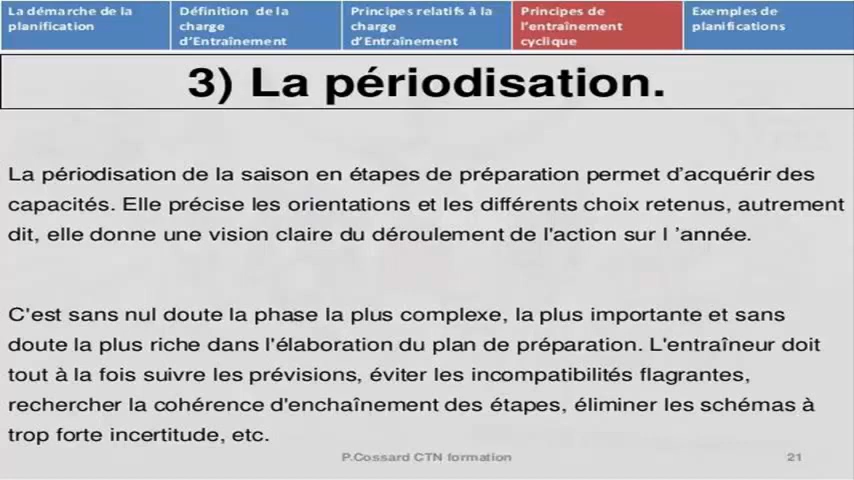 La démarche de la
planification
Définition de la
charge
d'Entraînement
Principes relatifs à la
charge
d'Entraînement
Principes de
l'entraînement
cyclique
Exemples de
planifications
3) La périodisation.
La périodisation de la saison en étapes de préparation permet d'acquérir des
capacités. Elle précise les orientations et les différents choix retenus, autrement
dit, elle donne une vision claire du déroulement de l'action sur l 'année.
C'est sans nul doute la phase la plus complexe, la plus importante et sans
doute la plus riche dans l'élaboration du plan de préparation. L'entraîneur doit
tout à la fois suivre les prévisions, éviter les incompatibilités flagrantes,
rechercher la cohérence d'enchaînement des étapes, éliminer les schémas à
trop forte incertitude, etc.
P.Cossard CTN formation
21